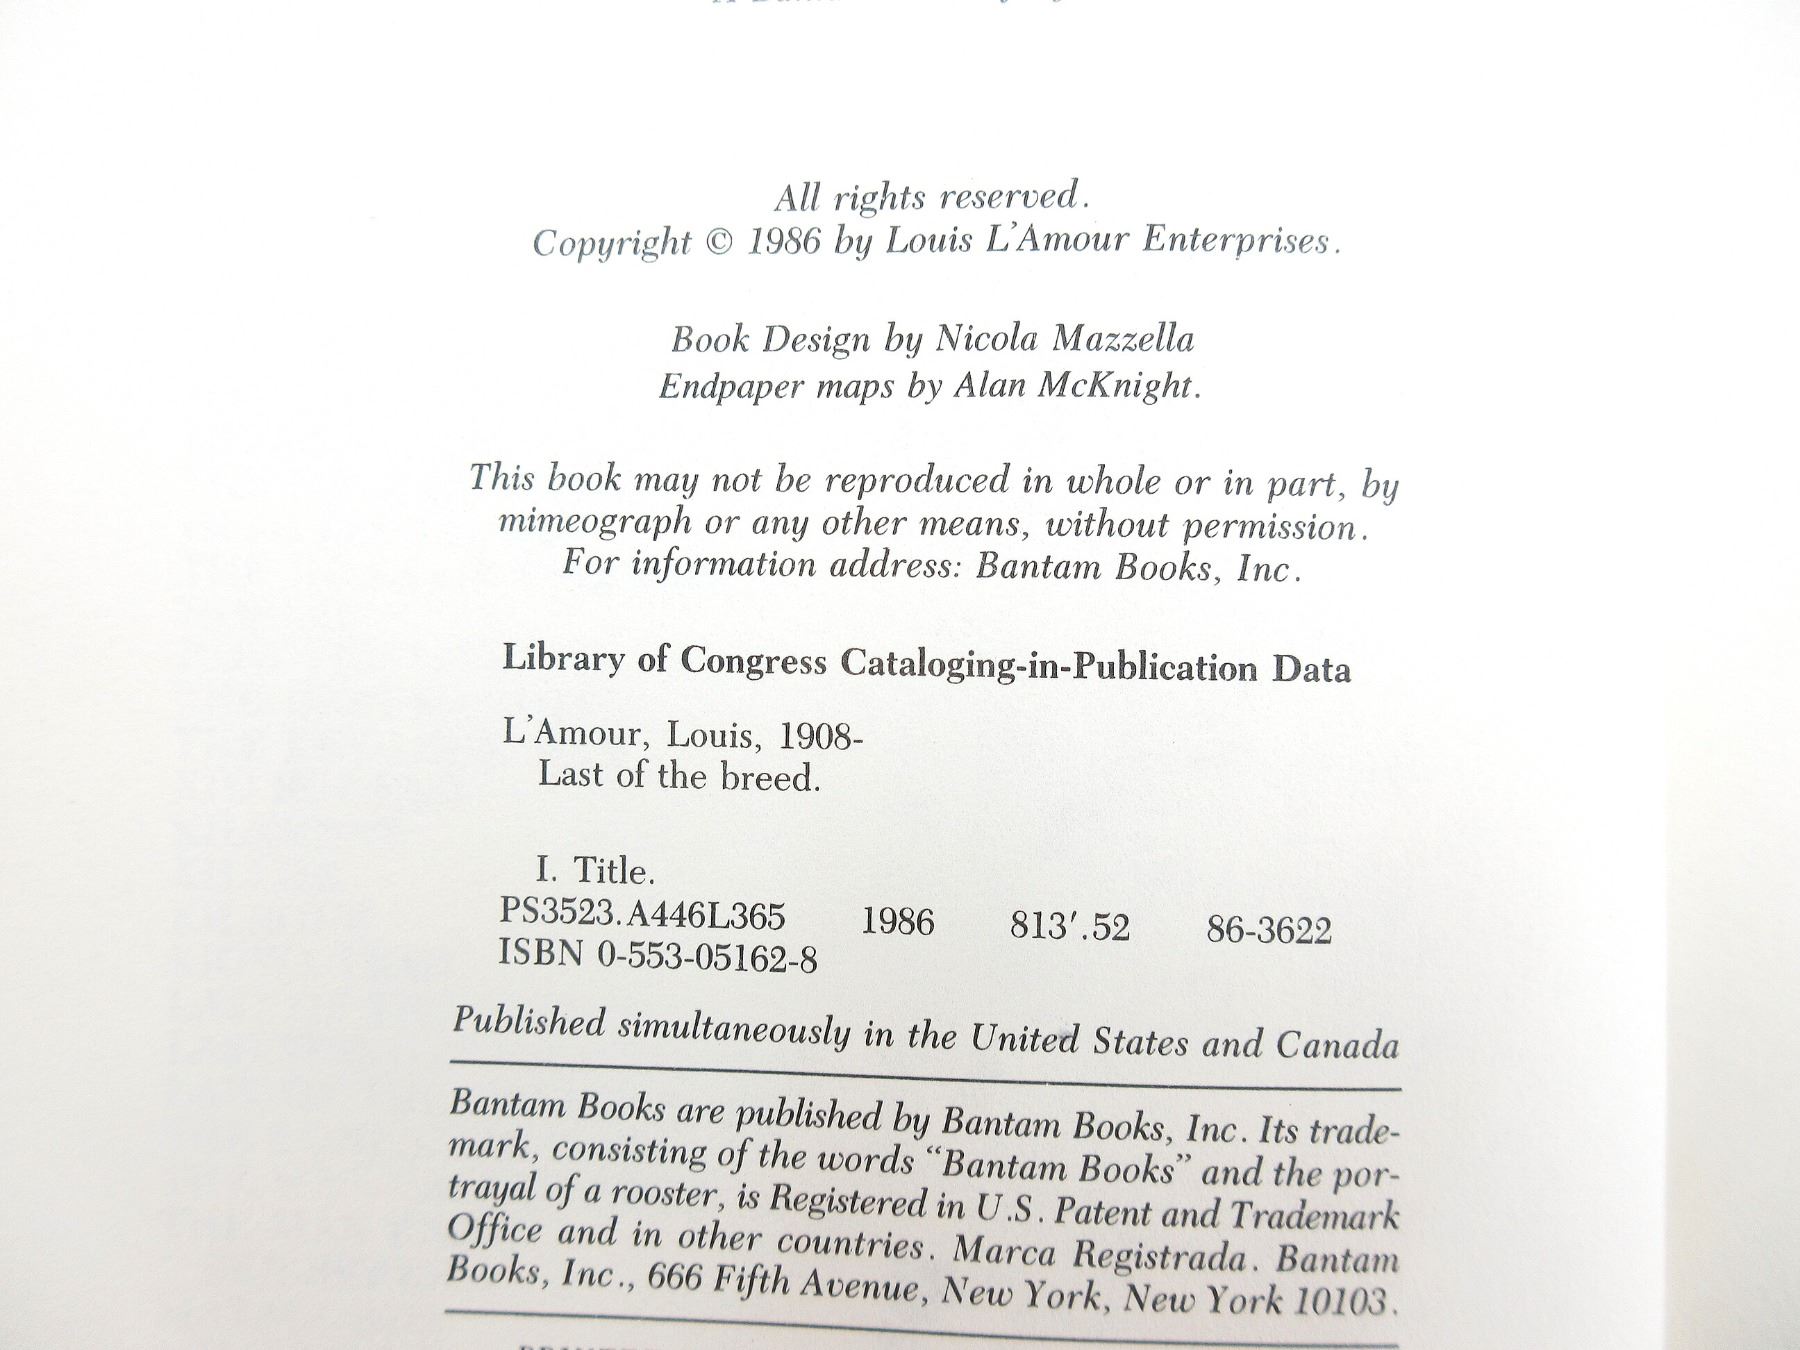 All rights reserved.
Copyright © 1986 by Louis L'Amour Enterprises.
Book Design by Nicola Mazzella
Endpaper maps by Alan McKnight.
This book may not be reproduced in whole or in part, by
mimeograph or any other means, without permission.
For information address: Bantam Books, Inc.
Library of Congress Cataloging-in-Publication Data
L'Amour, Louis, 1908-
Last of the breed.
I. Title.
PS3523.A446L365 1986 813′.52 86-3622
ISBN 0-553-05162-8
Published simultaneously in the United States and Canada
Bantam Books are published by Bantam Books, Inc. Its trade-
mark, consisting of the words “Bantam Books” and the por-
trayal of a rooster, is Registered in U.S. Patent and Trademark
Office and in other countries. Marca Registrada. Bantam
Books, Inc., 666 Fifth Avenue, New York, New York 10103.